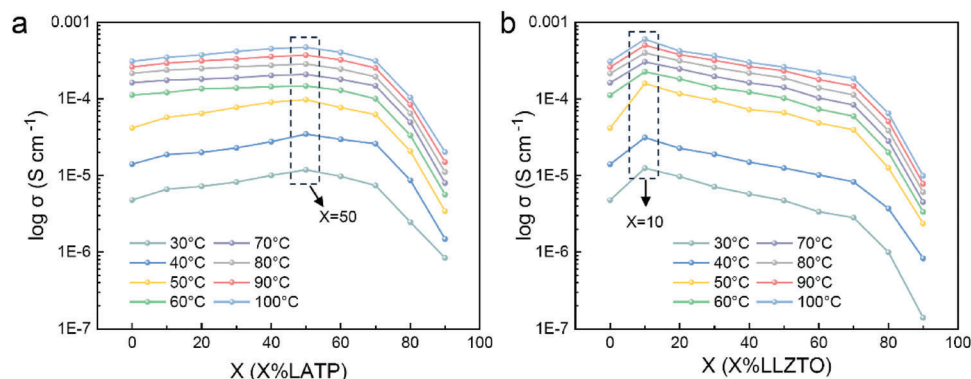 a
0.001
1E-4
1E-5
1E-6
1E-7
log σ (S cm⁻¹)
X=50
30°C
70°C
40°C
80°C
50°C
90°C
60°C
100°C
0
20
40
60
80
100
X (X%LATP)
b
0.001
1E-4
1E-5
1E-6
1E-7
log σ (S cm⁻¹)
X=10
30°C
70°C
40°C
80°C
50°C
90°C
60°C
100°C
0
20
40
60
80
100
X (X%LLZTO)